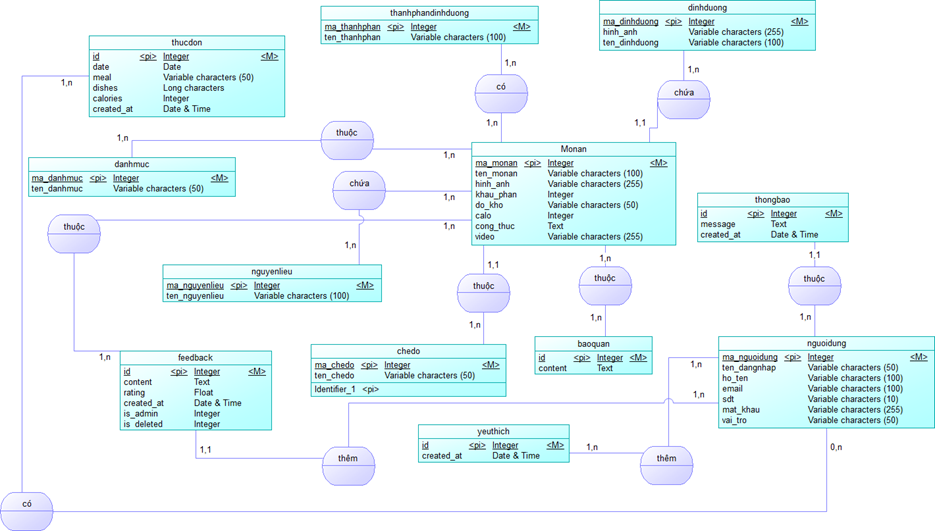 thanhphandinhduong
ma_thanhphan <pi> Integer <M>
ten_thanhphan Variable characters (100)
dinhduong
ma_dinhduong <pi> Integer <M>
hinh_anh Variable characters (255)
ten_dinhduong Variable characters (100)
thucdon
id <pi> Integer <M>
date Date
meal Variable characters (50)
dishes Long characters
calories Integer
created_at Date & Time
1,n
1,n
1,n
có
chứa
1,n
1,1
thuộc
1,n
1,n
danhmuc
ma_danhmuc <pi> Integer <M>
ten_danhmuc Variable characters (50)
Monan
ma_monan <pi> Integer <M>
ten_monan Variable characters (100)
hinh_anh Variable characters (255)
khau_phan Integer
do_kho Variable characters (50)
calo Integer
cong_thuc Text
video Variable characters (255)
chứa
1,n
1,n
thongbao
id <pi> Integer <M>
message Text
created_at Date & Time
thuộc
1,n
nguyenlieu
ma_nguyenlieu <pi> Integer <M>
ten_nguyenlieu Variable characters (100)
1,1
1,n
1,1
thuộc
thuộc
thuộc
1,n
1,n
1,n
1,n
feedback
id <pi> Integer <M>
content Text
rating Float
created_at Date & Time
is_admin Integer
is_deleted Integer
chedo
ma_chedo <pi> Integer <M>
ten_chedo Variable characters (50)
Identifier_1 <pi>
baoquan
id <pi> Integer <M>
content Text
nguoidung
ma_nguoidung <pi> Integer <M>
ten_dangnhap Variable characters (50)
ho_ten Variable characters (100)
email Variable characters (100)
sdt Variable characters (10)
mat_khau Variable characters (255)
vai_tro Variable characters (50)
1,n
1,n
yeuthich
id <pi> Integer <M>
created_at Date & Time
1,1
1,n
0,n
thêm
thêm
có